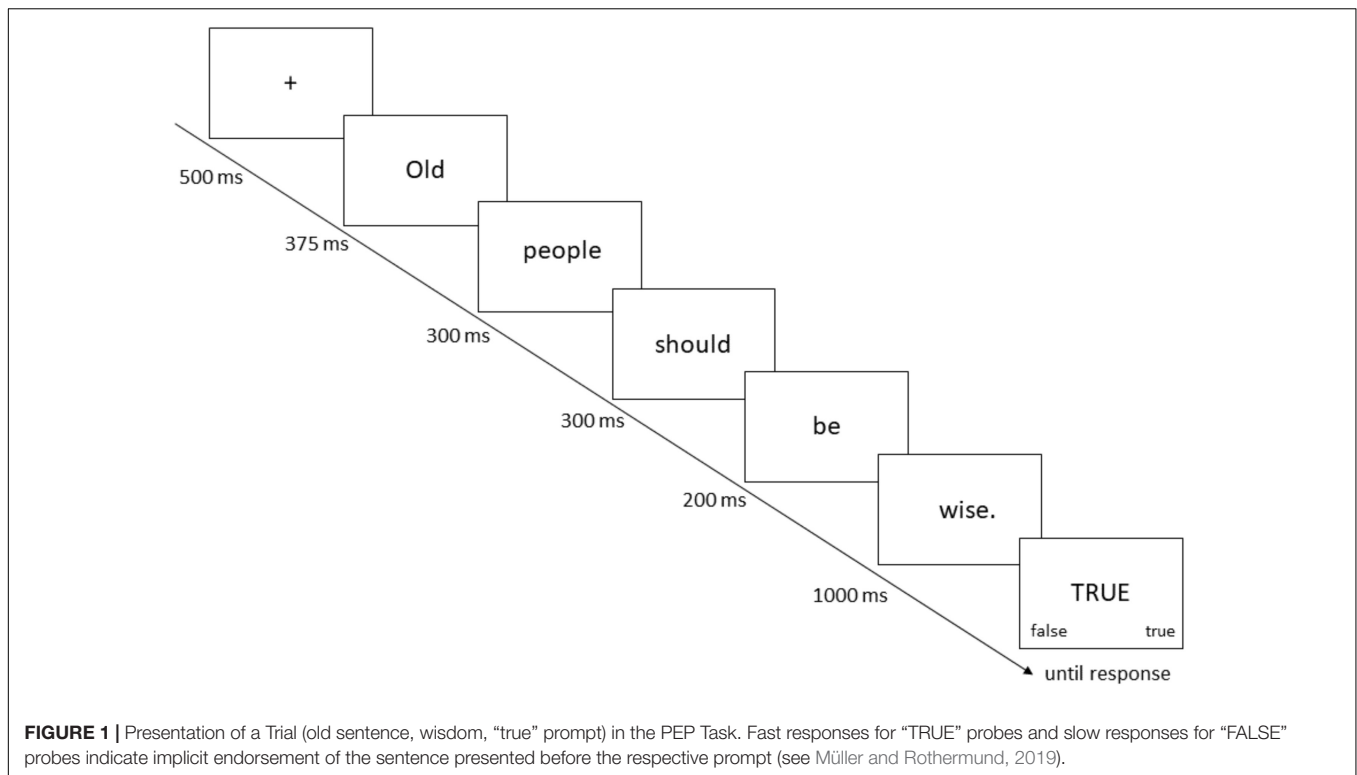 +
500 ms
Old
375 ms
people
300 ms
should
300 ms
be
200 ms
wise.
1000 ms
TRUE
false true
until response
FIGURE 1 | Presentation of a Trial (old sentence, wisdom, “true” prompt) in the PEP Task. Fast responses for “TRUE” probes and slow responses for “FALSE”
probes indicate implicit endorsement of the sentence presented before the respective prompt (see Müller and Rothermund, 2019).